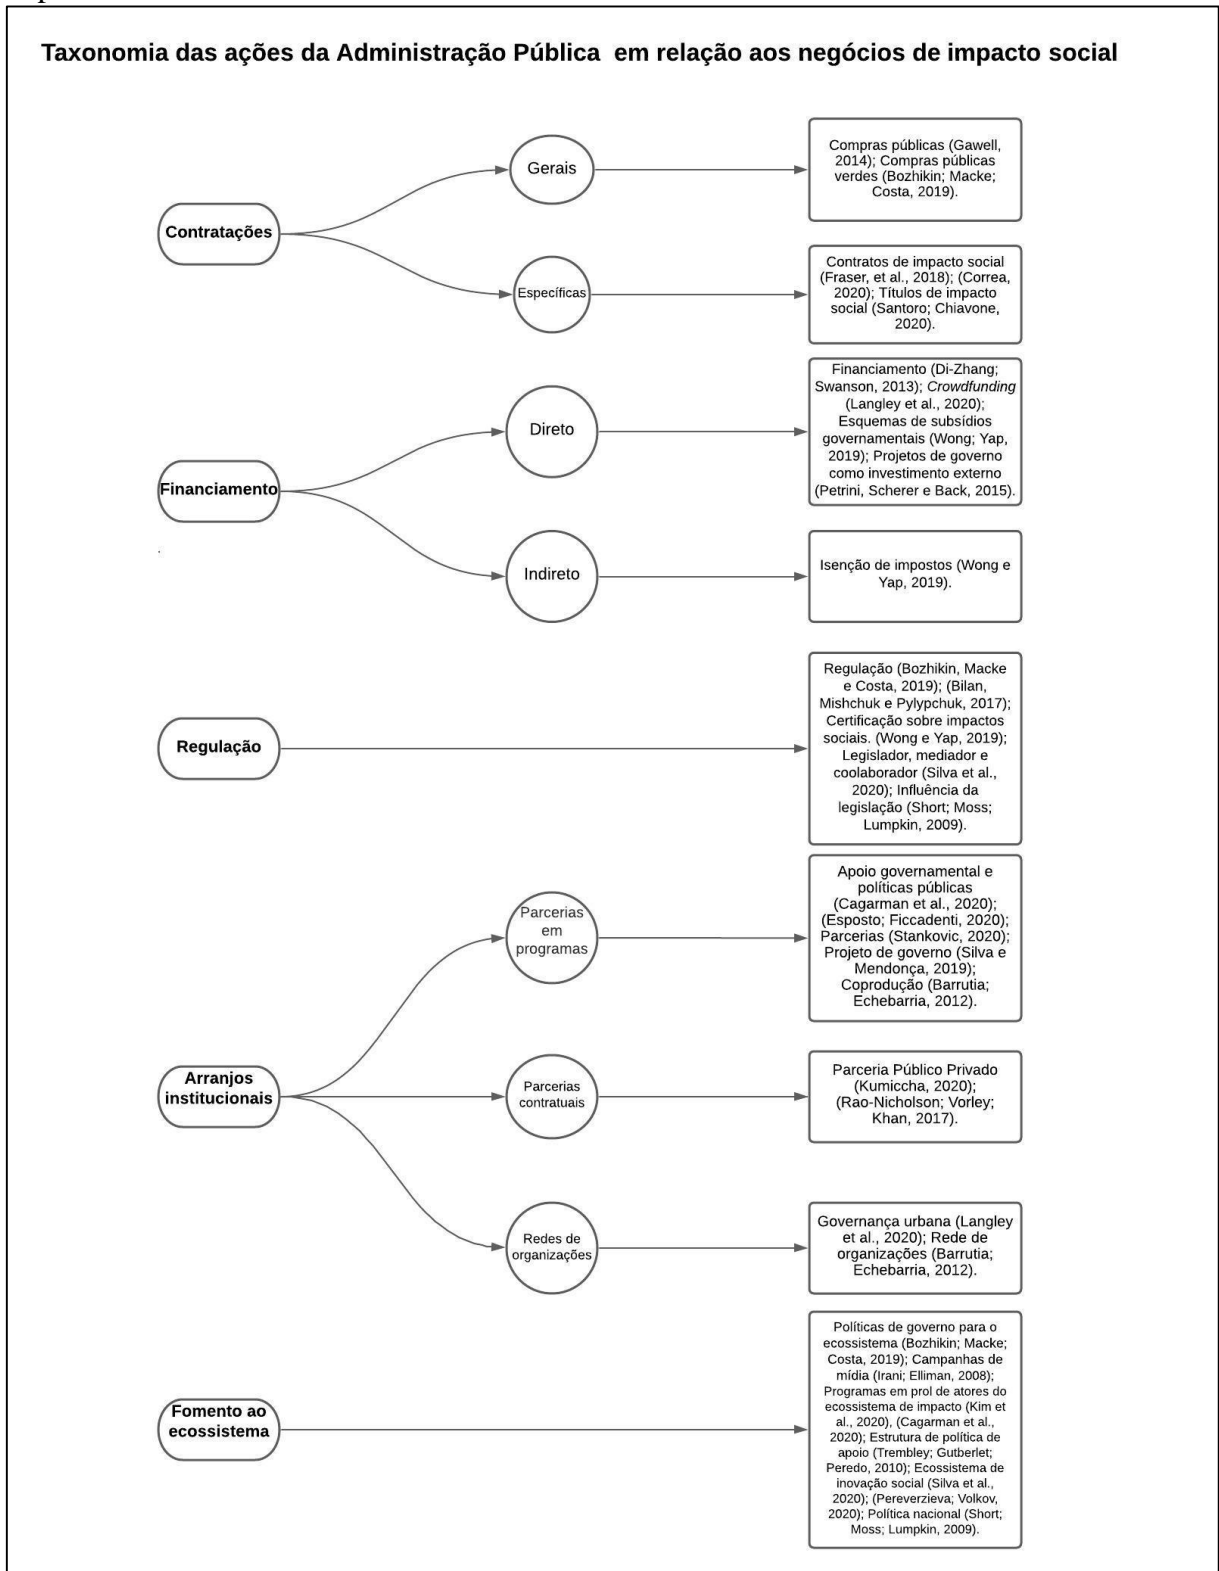 Taxonomia das ações da Administração Pública em relação aos negócios de impacto social
Contratações
Gerais
Compras públicas (Gawell,
2014); Compras públicas
verdes (Bozhikin; Macke;
Costa, 2019).
Específicas
Contratos de impacto social
(Fraser, et al., 2018); (Correa,
2020); Títulos de impacto
social (Santoro; Chiavone,
2020).
Financiamento
Direto
Financiamento (Di-Zhang;
Swanson, 2013); Crowdfunding
(Langley et al., 2020);
Esquemas de subsídios
governamentais (Wong; Yap,
2019); Projetos de governo
como investimento externo
(Petrini, Scherer e Back, 2015).
Indireto
Isenção de impostos (Wong e
Yap, 2019).
Regulação
Regulação (Bozhikin, Macke
e Costa, 2019); (Bilan,
Mishchuk e Pylypchuk, 2017);
Certificação sobre impactos
sociais. (Wong e Yap, 2019);
Legislador, mediador e
coolaborador (Silva et al.,
2020); Influência da
legislação (Short; Moss;
Lumpkin, 2009).
Arranjos
institucionais
Parcerias
em
programas
Apoio governamental e
políticas públicas
(Cagarman et al., 2020);
(Esposto; Ficcadenti, 2020);
Parcerias (Stankovic, 2020);
Projeto de governo (Silva e
Mendonça, 2019);
Coprodução (Barrutia;
Echebarria, 2012).
Parcerias
contratuais
Parceria Público Privado
(Kumiccha, 2020);
(Rao-Nicholson; Vorley;
Khan, 2017).
Redes de
organizações
Governança urbana (Langley
et al., 2020); Rede de
organizações (Barrutia;
Echebarria, 2012).
Fomento ao
ecossistema
Políticas de governo para o
ecossistema (Bozhikin; Macke;
Costa, 2019); Campanhas de
mídia (Irani; Elliman, 2008);
Programas em prol de atores do
ecossistema de impacto (Kim et
al., 2020), (Cagarman et al.,
2020); Estrutura de política de
apoio (Trembley; Gutberlet;
Peredo, 2010); Ecossistema de
inovação social (Silva et al.,
2020); (Pereverzieva; Volkov,
2020); Política nacional (Short;
Moss; Lumpkin, 2009).